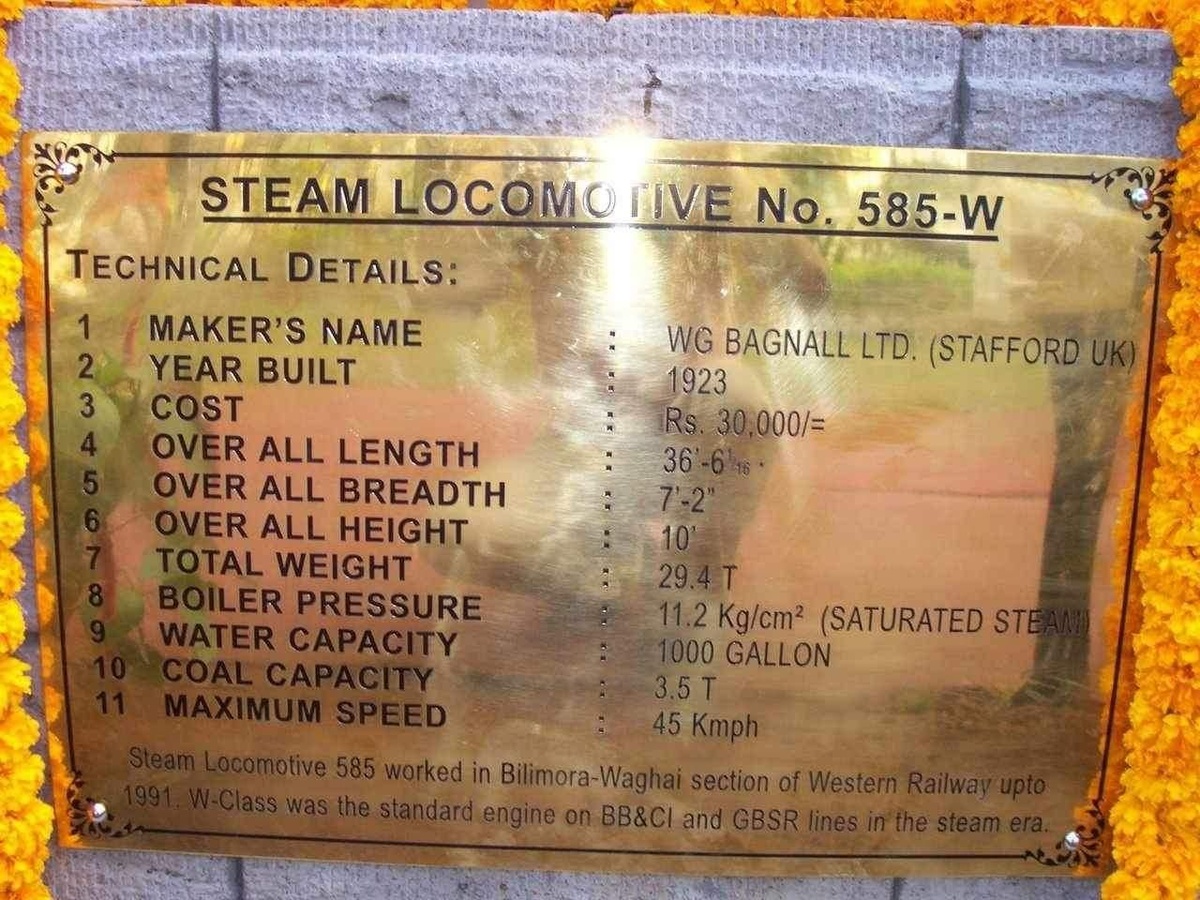 STEAM LOCOMOTIVE No. 585-W
TECHNICAL DETAILS:
1 MAKER'S NAME : WG BAGNALL LTD. (STAFFORD UK)
2 YEAR BUILT : 1923
3 COST : Rs. 30,000/=
4 OVER ALL LENGTH : 36'-6 1/16"
5 OVER ALL BREADTH : 7'-2"
6 OVER ALL HEIGHT : 10'
7 TOTAL WEIGHT : 29.4 T
8 BOILER PRESSURE : 11.2 Kg/cm² (SATURATED STEAM)
9 WATER CAPACITY : 1000 GALLON
10 COAL CAPACITY : 3.5 T
11 MAXIMUM SPEED : 45 Kmph
Steam Locomotive 585 worked in Bilimora-Waghai section of Western Railway upto
1991. W-Class was the standard engine on BB&CI and GBSR lines in the steam era.